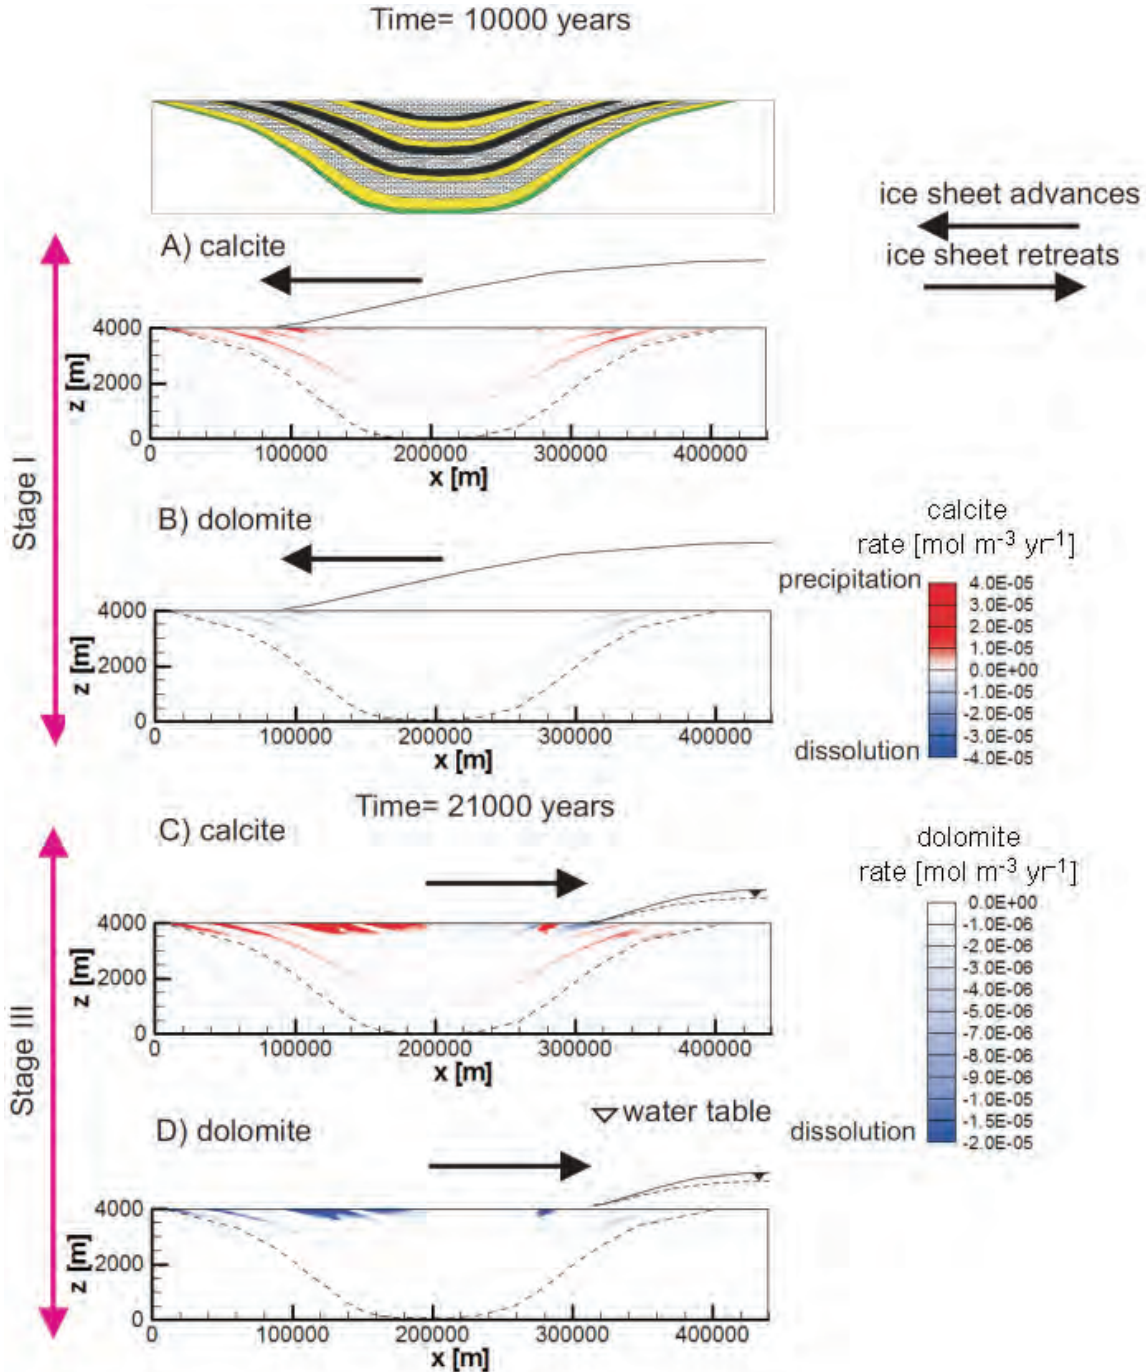 Time= 10000 years
ice sheet advances
ice sheet retreats
Stage I
A) calcite
4000
2000
0
z [m]
0 100000 200000 300000 400000
x [m]
B) dolomite
4000
2000
0
z [m]
0 100000 200000 300000 400000
x [m]
calcite
rate [mol m-3 yr-1]
precipitation
4.0E-05
3.0E-05
2.0E-05
1.0E-05
0.0E+00
-1.0E-05
-2.0E-05
-3.0E-05
-4.0E-05
dissolution
Time= 21000 years
Stage III
C) calcite
4000
2000
0
z [m]
0 100000 200000 300000 400000
x [m]
dolomite
rate [mol m-3 yr-1]
0.0E+00
-1.0E-06
-2.0E-06
-3.0E-06
-4.0E-06
-5.0E-06
-7.0E-06
-8.0E-06
-9.0E-06
-1.0E-05
-1.5E-05
-2.0E-05
dissolution
D) dolomite
water table
4000
2000
0
z [m]
0 100000 200000 300000 400000
x [m]